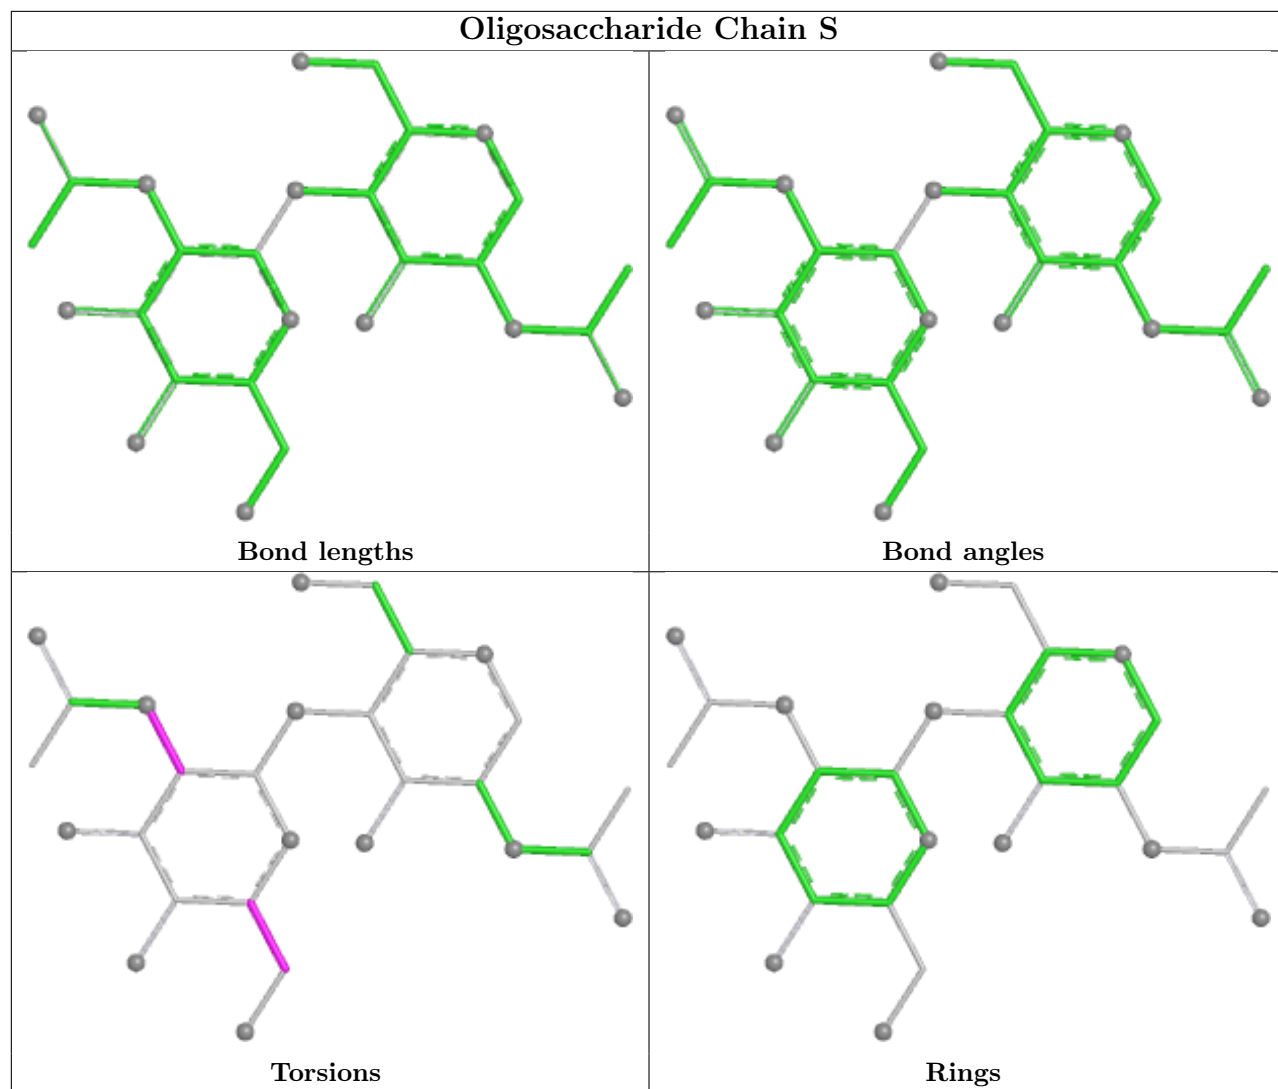 Oligosaccharide Chain S
Bond lengths
Bond angles
Torsions
Rings